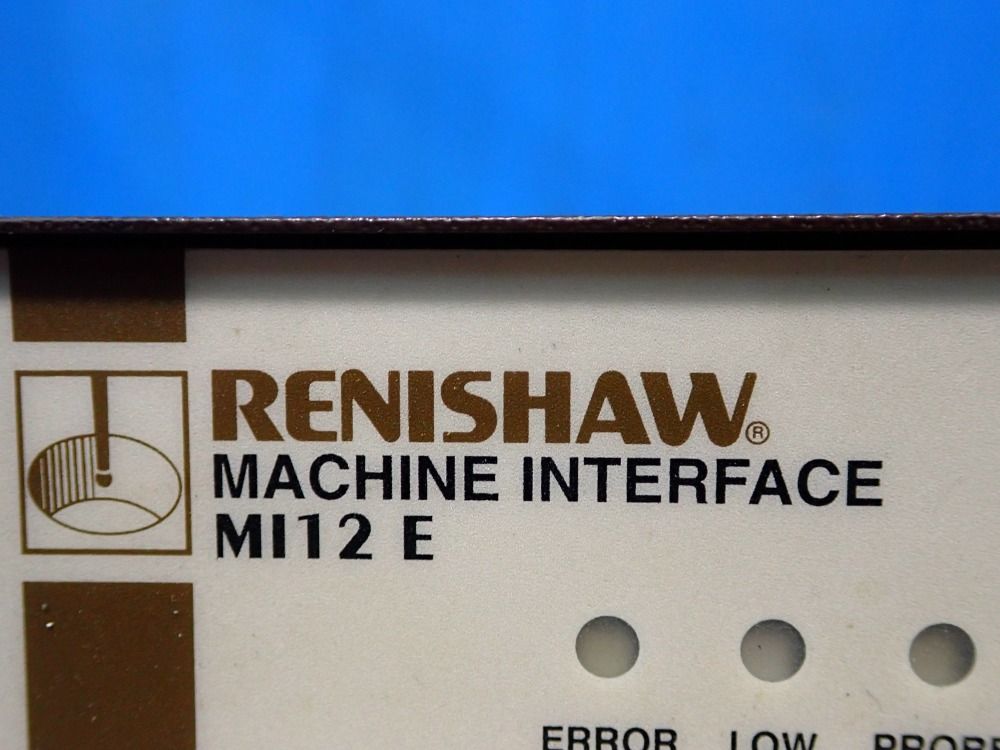 RENISHAW®
MACHINE INTERFACE
MI12 E
ERROR LOW